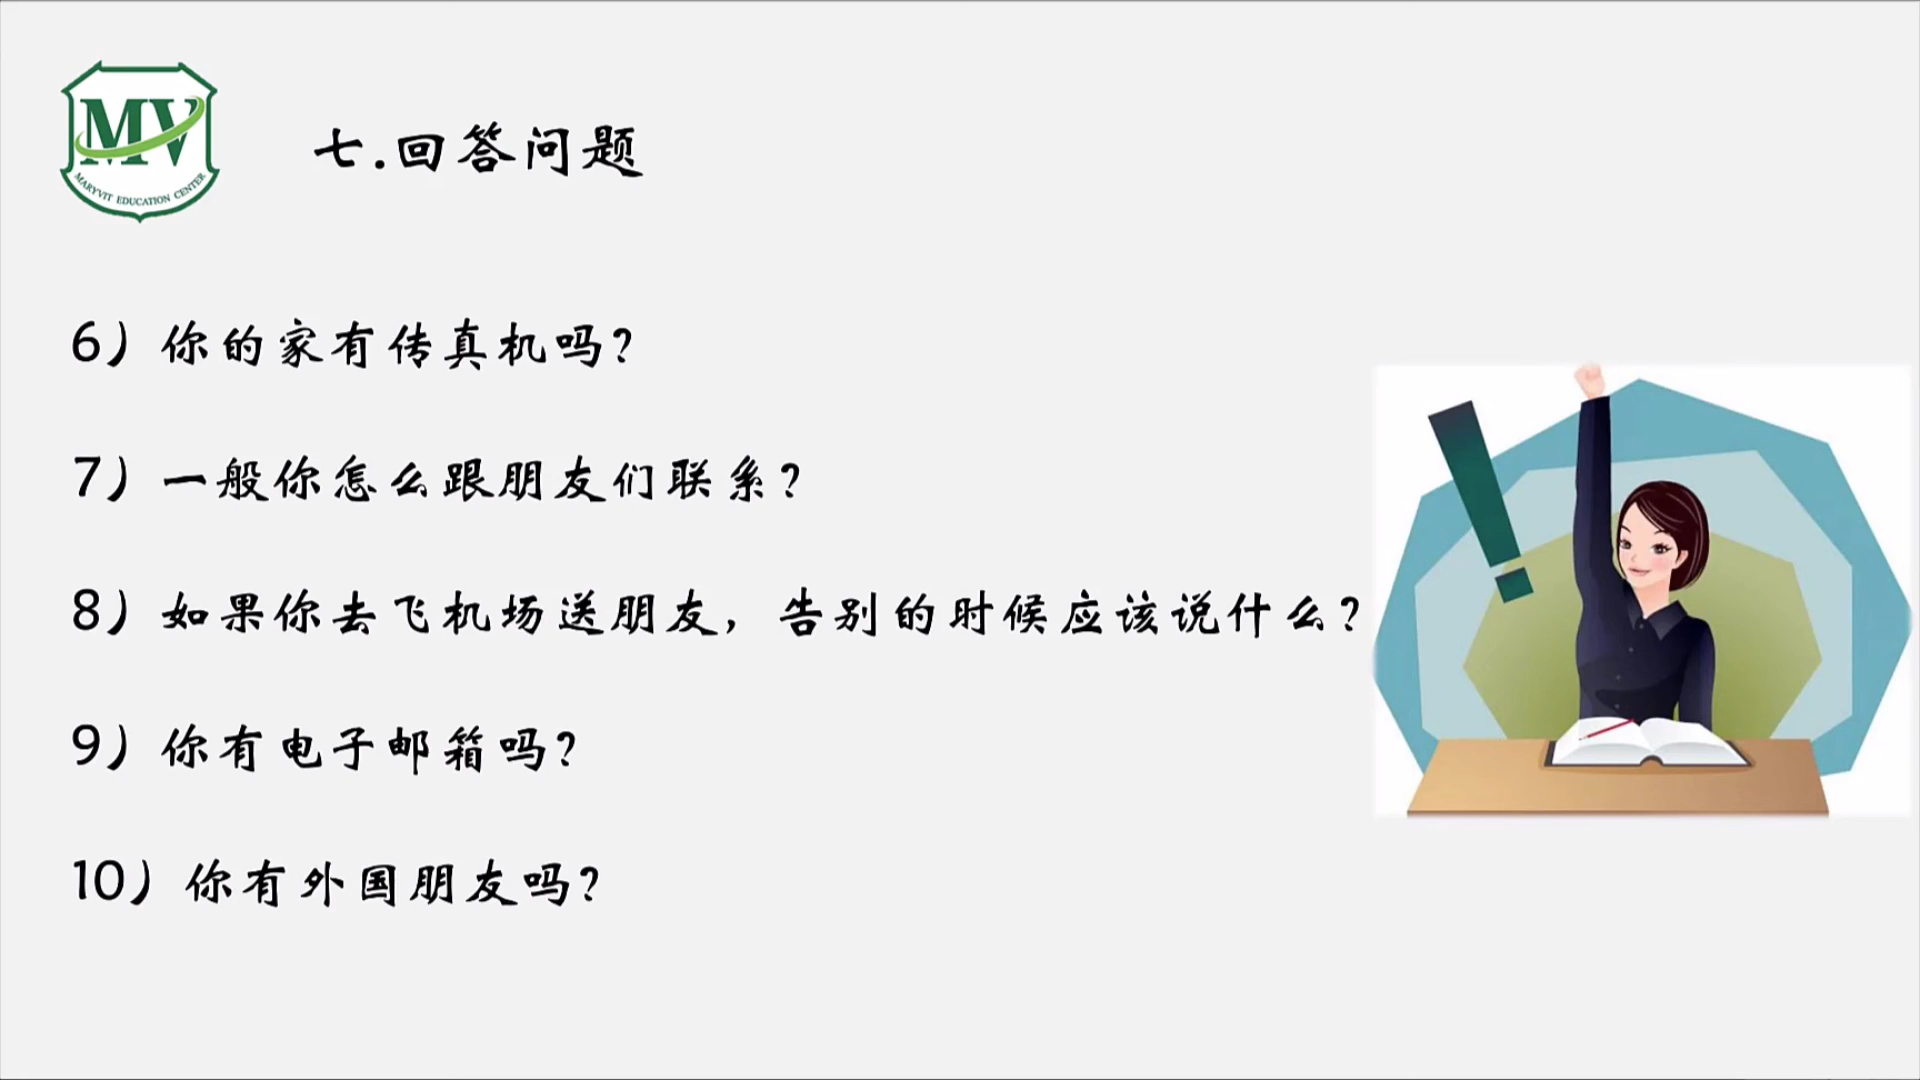 MV
MARYVIT EDUCATION CENTER
七.回答问题
6）你的家有传真机吗？
7）一般你怎么跟朋友们联系？
8）如果你去飞机场送朋友，告别的时候应该说什么？
9）你有电子邮箱吗？
10）你有外国朋友吗？